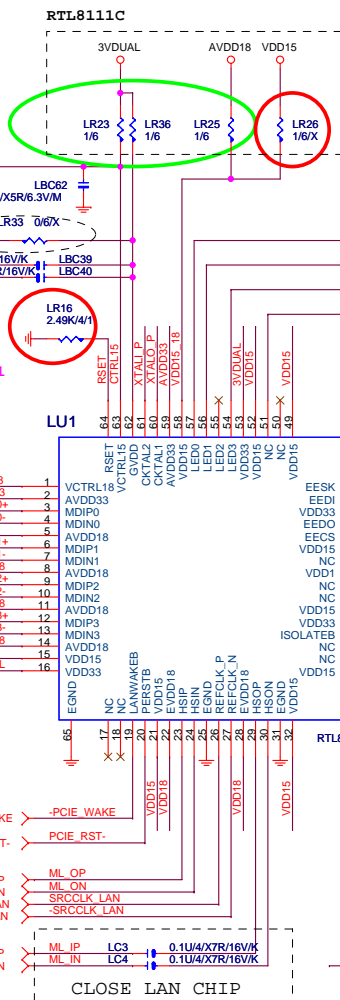 RTL8111C
3VDUAL AVDD18 VDD15
LR23 LR36 LR25 LR26
1/6 1/6 1/6 1/6/X
LBC62
/X5R/6.3V/M
LR33 0/6/X
16V/K LBC39
R/16V/K LBC40
LR16
2.49K/4/1
RSET
CTRL15
XTALI_P
XTALO_P
AVDD33
VDD15_18
3VDUAL
VDD15
VDD15
LU1
64 63 62 61 60 59 58 57 56 55 54 53 52 51 50 49
RSET
VCTRL15
GVDD
CKTAL2
CKTAL1
AVDD33
VDD15
LED0
LED1
LED2
LED3
VDD33
VDD15
NC
NC
VDD15
1 VCTRL18
2 AVDD33
3 MDIP0
4 MDIN0
5 AVDD18
6 MDIP1
7 MDIN1
8 AVDD18
9 MDIP2
10 MDIN2
11 AVDD18
12 MDIP3
13 MDIN3
14 AVDD18
15 VDD15
16 VDD33
EESK
EEDI
VDD33
EEDO
EECS
VDD15
NC
VDD1
NC
NC
VDD15
VDD33
ISOLATEB
NC
NC
VDD15
EGND
NC
NC
LANWAKEB
PERSTB
VDD15
EVDD18
HSIP
HSIN
EGND
REFCLK_P
REFCLK_N
EVDD18
HSOP
HSON
EGND
VDD15
65 17 18 19 20 21 22 23 24 25 26 27 28 29 30 31 32
RTL8
VDD15
VDD18
VDD18
VDD15
KE -PCIE_WAKE
T- PCIE_RST-
P ML_OP
N ML_ON
AN SRCCLK_LAN
AN -SRCCLK_LAN
P ML_IP LC3 0.1U/4/X7R/16V/K
N ML_IN LC4 0.1U/4/X7R/16V/K
CLOSE LAN CHIP